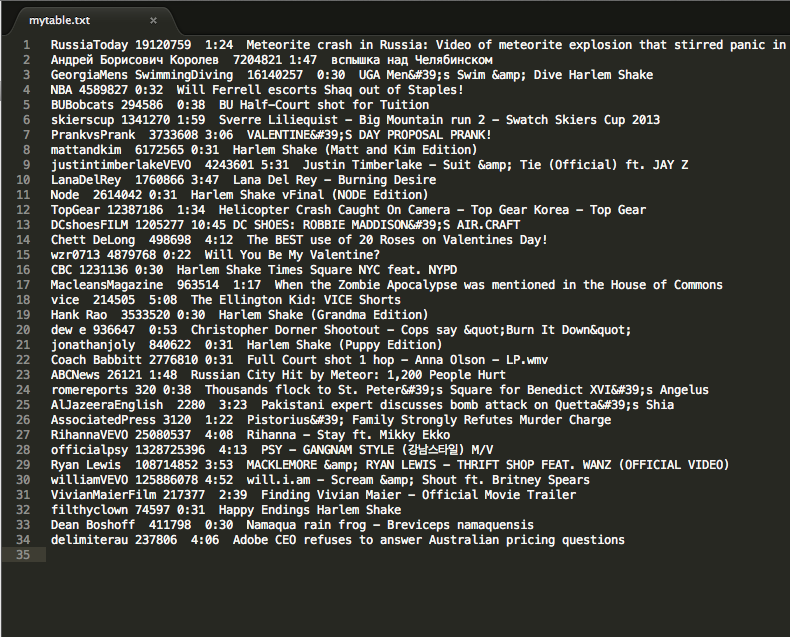 mytable.txt ×
1 RussiaToday 19120759 1:24 Meteorite crash in Russia: Video of meteorite explosion that stirred panic in
2 Андрей Борисович Королев 7204821 1:47 вспышка над Челябинском
3 GeorgiaMens SwimmingDiving 16140257 0:30 UGA Men&#39;s Swim &amp; Dive Harlem Shake
4 NBA 4589827 0:32 Will Ferrell escorts Shaq out of Staples!
5 BUBobcats 294586 0:38 BU Half-Court shot for Tuition
6 skierscup 1341270 1:59 Sverre Liliequist - Big Mountain run 2 - Swatch Skiers Cup 2013
7 PrankvsPrank 3733608 3:06 VALENTINE&#39;S DAY PROPOSAL PRANK!
8 mattandkim 6172565 0:31 Harlem Shake (Matt and Kim Edition)
9 justintimberlakeVEVO 4243601 5:31 Justin Timberlake - Suit &amp; Tie (Official) ft. JAY Z
10 LanaDelRey 1760866 3:47 Lana Del Rey - Burning Desire
11 Node 2614042 0:31 Harlem Shake vFinal (NODE Edition)
12 TopGear 12387186 1:34 Helicopter Crash Caught On Camera - Top Gear Korea - Top Gear
13 DCshoesFILM 1205277 10:45 DC SHOES: ROBBIE MADDISON&#39;S AIR.CRAFT
14 Chett DeLong 498698 4:12 The BEST use of 20 Roses on Valentines Day!
15 wzr0713 4879768 0:22 Will You Be My Valentine?
16 CBC 1231136 0:30 Harlem Shake Times Square NYC feat. NYPD
17 MacleansMagazine 963514 1:17 When the Zombie Apocalypse was mentioned in the House of Commons
18 vice 214505 5:08 The Ellington Kid: VICE Shorts
19 Hank Rao 3533520 0:30 Harlem Shake (Grandma Edition)
20 dew e 936647 0:53 Christopher Dorner Shootout - Cops say &quot;Burn It Down&quot;
21 jonathanjoly 840622 0:31 Harlem Shake (Puppy Edition)
22 Coach Babbitt 2776810 0:31 Full Court shot 1 hop - Anna Olson - LP.wmv
23 ABCNews 26121 1:48 Russian City Hit by Meteor: 1,200 People Hurt
24 romereports 320 0:38 Thousands flock to St. Peter&#39;s Square for Benedict XVI&#39;s Angelus
25 AlJazeeraEnglish 2280 3:23 Pakistani expert discusses bomb attack on Quetta&#39;s Shia
26 AssociatedPress 3120 1:22 Pistorius&#39; Family Strongly Refutes Murder Charge
27 RihannaVEVO 25080537 4:08 Rihanna - Stay ft. Mikky Ekko
28 officialpsy 1328725396 4:13 PSY - GANGNAM STYLE (강남스타일) M/V
29 Ryan Lewis 108714852 3:53 MACKLEMORE &amp; RYAN LEWIS - THRIFT SHOP FEAT. WANZ (OFFICIAL VIDEO)
30 williamVEVO 125886078 4:52 will.i.am - Scream &amp; Shout ft. Britney Spears
31 VivianMaierFilm 217377 2:39 Finding Vivian Maier - Official Movie Trailer
32 filthyclown 74597 0:31 Happy Endings Harlem Shake
33 Dean Boshoff 411798 0:30 Namaqua rain frog - Breviceps namaquensis
34 delimiterau 237806 4:06 Adobe CEO refuses to answer Australian pricing questions
35